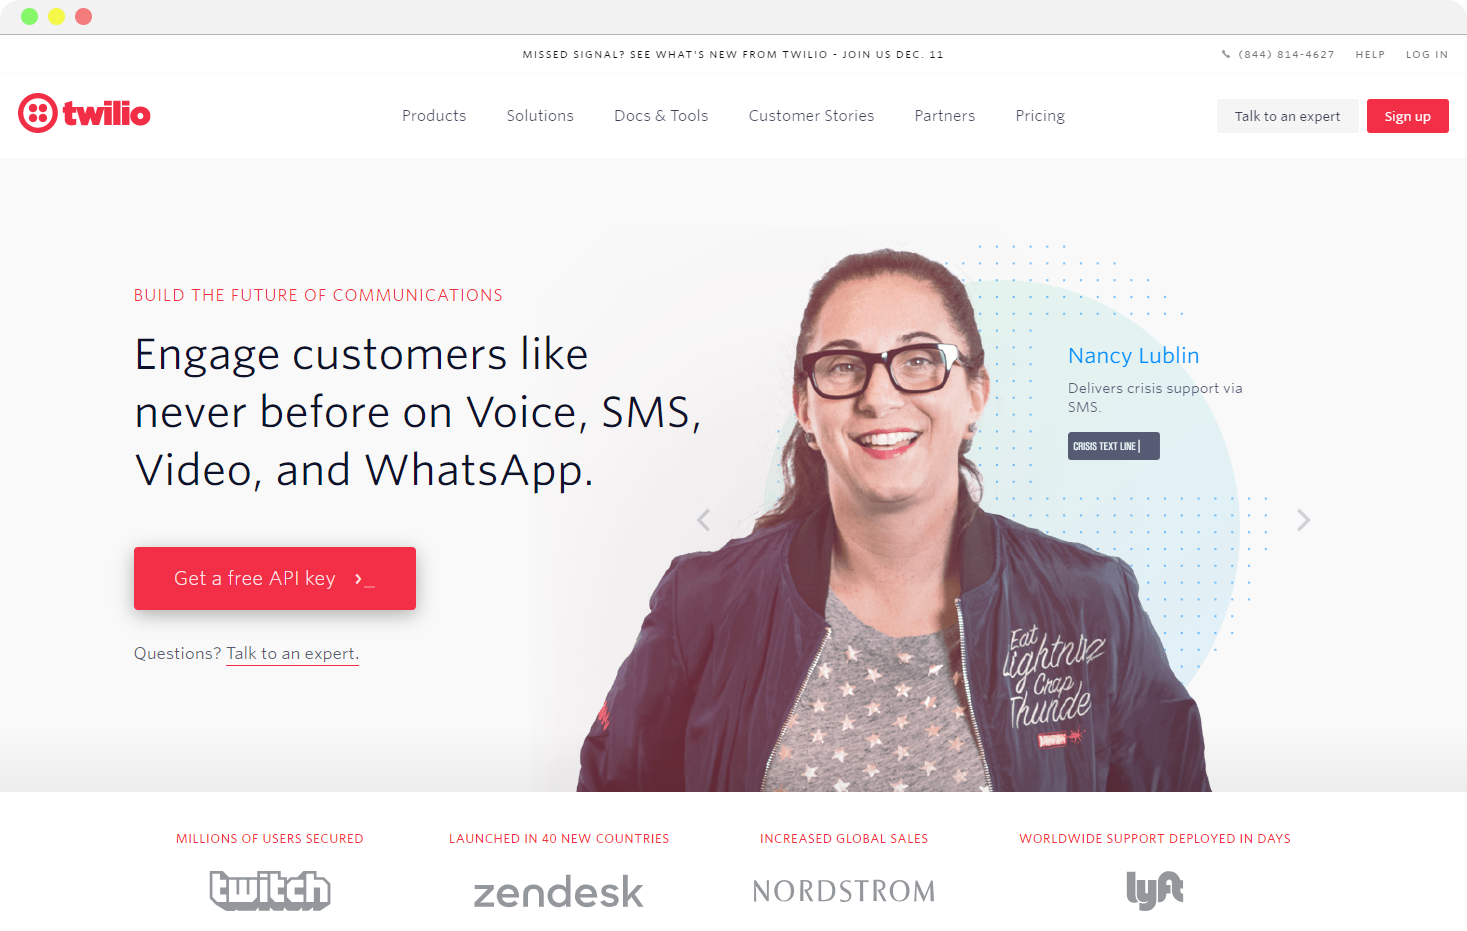 MISSED SIGNAL? SEE WHAT'S NEW FROM TWILIO - JOIN US DEC. 11
(844) 814-4627 HELP LOG IN
twilio
Products Solutions Docs & Tools Customer Stories Partners Pricing
Talk to an expert Sign up
BUILD THE FUTURE OF COMMUNICATIONS
Engage customers like
never before on Voice, SMS,
Video, and WhatsApp.
Get a free API key ›_
Questions? Talk to an expert.
Nancy Lublin
Delivers crisis support via
SMS.
CRISIS TEXT LINE|
Eat
Crap
Thunde
MILLIONS OF USERS SECURED
twitch
LAUNCHED IN 40 NEW COUNTRIES
zendesk
INCREASED GLOBAL SALES
NORDSTROM
WORLDWIDE SUPPORT DEPLOYED IN DAYS
lyft